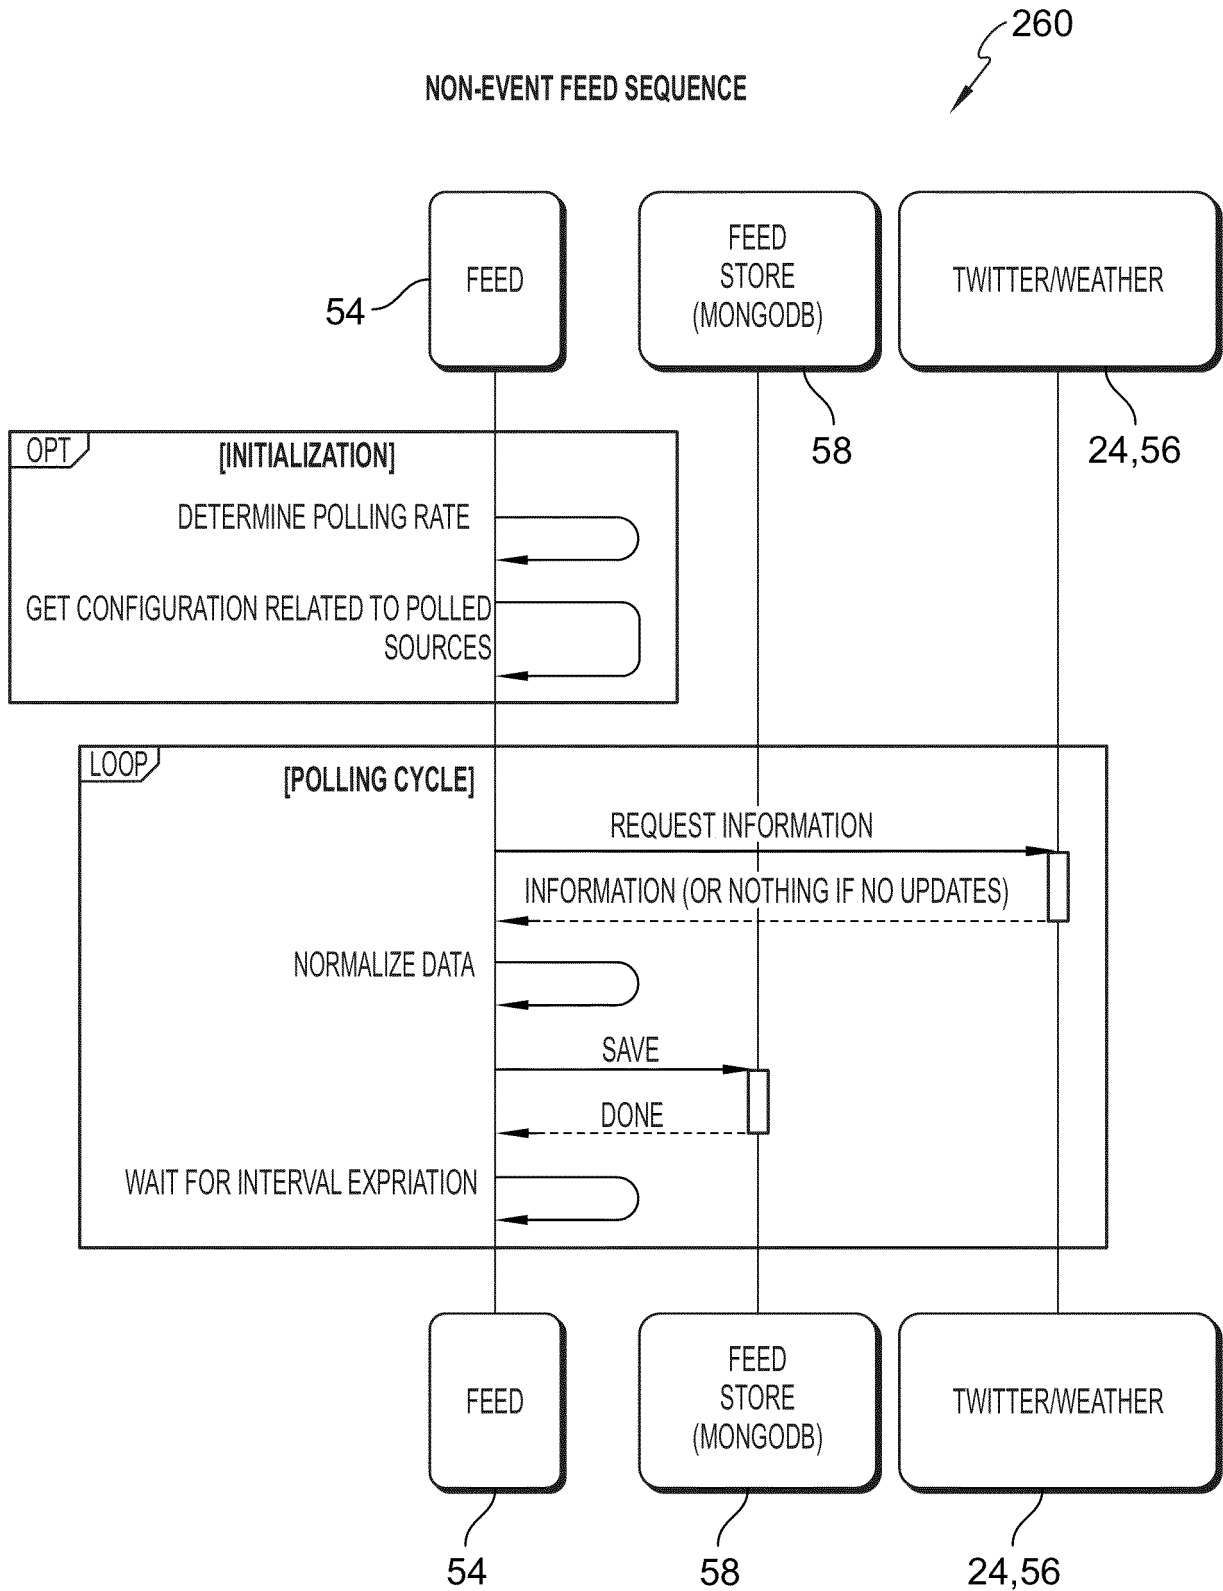 260
NON-EVENT FEED SEQUENCE
FEED
FEED
STORE
(MONGODB)
TWITTER/WEATHER
54
58
24,56
OPT
[INITIALIZATION]
DETERMINE POLLING RATE
GET CONFIGURATION RELATED TO POLLED
SOURCES
LOOP
[POLLING CYCLE]
REQUEST INFORMATION
INFORMATION (OR NOTHING IF NO UPDATES)
NORMALIZE DATA
SAVE
DONE
WAIT FOR INTERVAL EXPRIATION
FEED
FEED
STORE
(MONGODB)
TWITTER/WEATHER
54
58
24,56